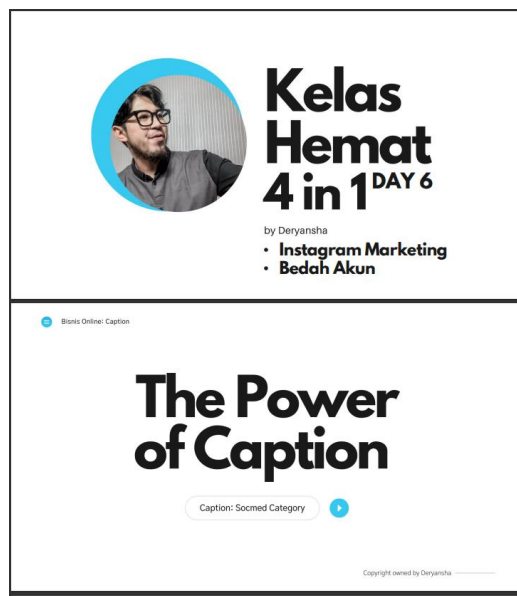 Kelas
Hemat
4 in 1 DAY 6
by Deryansha
• Instagram Marketing
• Bedah Akun
Bisnis Online: Caption
The Power
of Caption
Caption: Socmed Category
Copyright owned by Deryansha